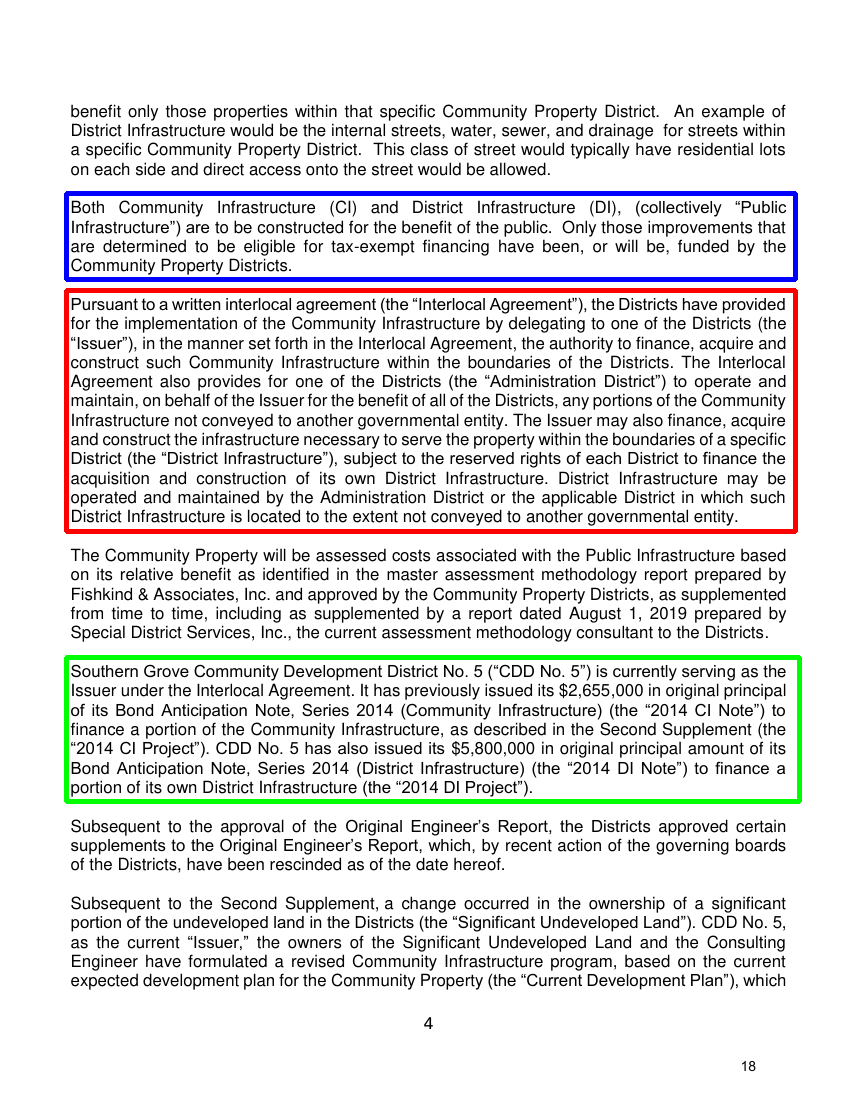 benefit only those properties within that specific Community Property District. An example of
District Infrastructure would be the internal streets, water, sewer, and drainage for streets within
a specific Community Property District. This class of street would typically have residential lots
on each side and direct access onto the street would be allowed.
Both Community Infrastructure (CI) and District Infrastructure (DI), (collectively “Public
Infrastructure”) are to be constructed for the benefit of the public. Only those improvements that
are determined to be eligible for tax-exempt financing have been, or will be, funded by the
Community Property Districts.
Pursuant to a written interlocal agreement (the “Interlocal Agreement”), the Districts have provided
for the implementation of the Community Infrastructure by delegating to one of the Districts (the
“Issuer”), in the manner set forth in the Interlocal Agreement, the authority to finance, acquire and
construct such Community Infrastructure within the boundaries of the Districts. The Interlocal
Agreement also provides for one of the Districts (the “Administration District”) to operate and
maintain, on behalf of the Issuer for the benefit of all of the Districts, any portions of the Community
Infrastructure not conveyed to another governmental entity. The Issuer may also finance, acquire
and construct the infrastructure necessary to serve the property within the boundaries of a specific
District (the “District Infrastructure”), subject to the reserved rights of each District to finance the
acquisition and construction of its own District Infrastructure. District Infrastructure may be
operated and maintained by the Administration District or the applicable District in which such
District Infrastructure is located to the extent not conveyed to another governmental entity.
The Community Property will be assessed costs associated with the Public Infrastructure based
on its relative benefit as identified in the master assessment methodology report prepared by
Fishkind & Associates, Inc. and approved by the Community Property Districts, as supplemented
from time to time, including as supplemented by a report dated August 1, 2019 prepared by
Special District Services, Inc., the current assessment methodology consultant to the Districts.
Southern Grove Community Development District No. 5 (“CDD No. 5”) is currently serving as the
Issuer under the Interlocal Agreement. It has previously issued its $2,655,000 in original principal
of its Bond Anticipation Note, Series 2014 (Community Infrastructure) (the “2014 CI Note”) to
finance a portion of the Community Infrastructure, as described in the Second Supplement (the
“2014 CI Project”). CDD No. 5 has also issued its $5,800,000 in original principal amount of its
Bond Anticipation Note, Series 2014 (District Infrastructure) (the “2014 DI Note”) to finance a
portion of its own District Infrastructure (the “2014 DI Project”).
Subsequent to the approval of the Original Engineer’s Report, the Districts approved certain
supplements to the Original Engineer’s Report, which, by recent action of the governing boards
of the Districts, have been rescinded as of the date hereof.
Subsequent to the Second Supplement, a change occurred in the ownership of a significant
portion of the undeveloped land in the Districts (the “Significant Undeveloped Land”). CDD No. 5,
as the current “Issuer,” the owners of the Significant Undeveloped Land and the Consulting
Engineer have formulated a revised Community Infrastructure program, based on the current
expected development plan for the Community Property (the “Current Development Plan”), which
4
18